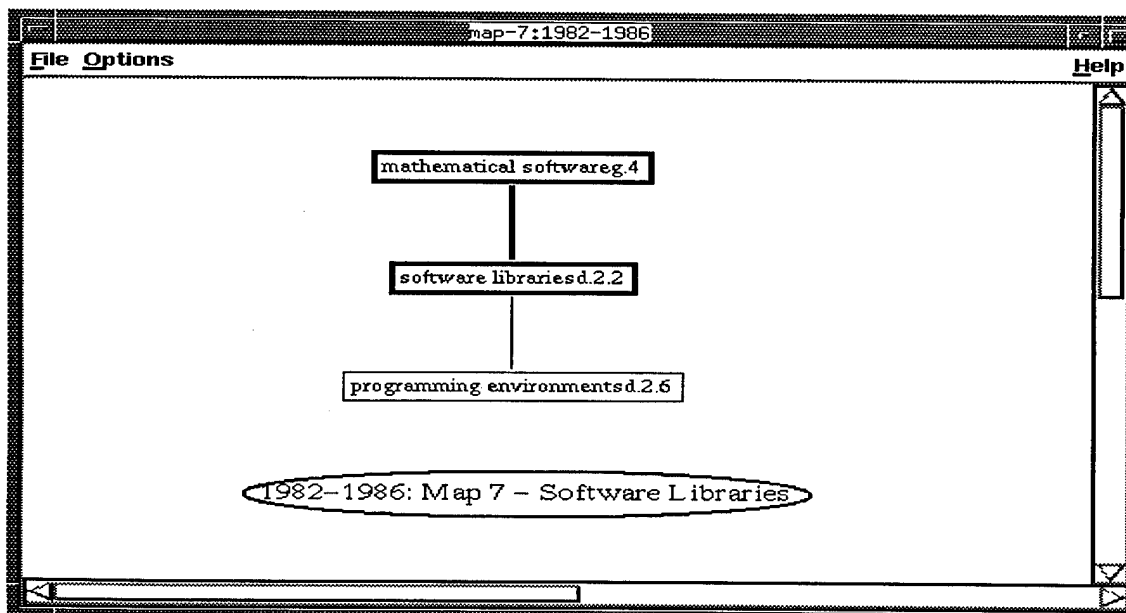 map-7:1982-1986
File Options Help
mathematical softwareg.4
software librariesd.2.2
programming environmentsd.2.6
1982-1986: Map 7 - Software Libraries